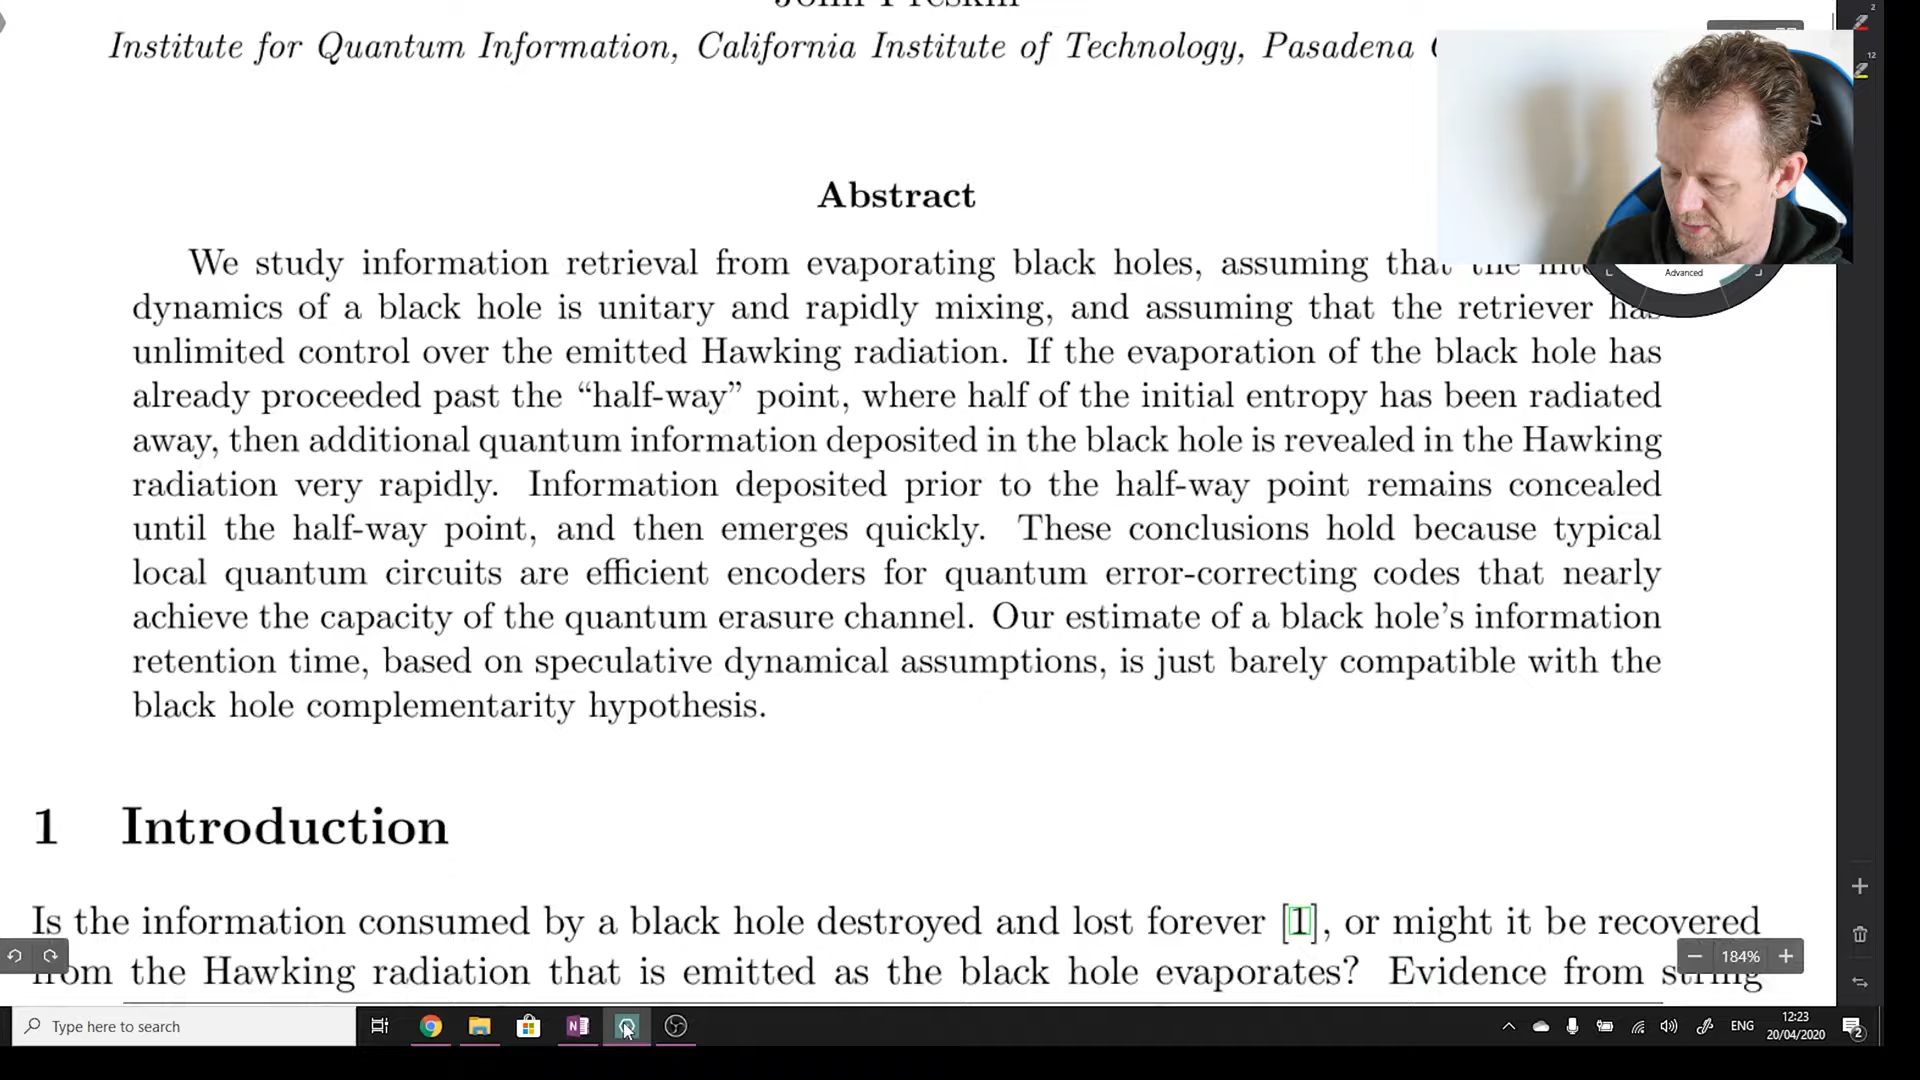 John Preskill
Institute for Quantum Information, California Institute of Technology, Pasadena
Abstract
We study information retrieval from evaporating black holes, assuming that the
dynamics of a black hole is unitary and rapidly mixing, and assuming that the retriever has
unlimited control over the emitted Hawking radiation. If the evaporation of the black hole has
already proceeded past the “half-way” point, where half of the initial entropy has been radiated
away, then additional quantum information deposited in the black hole is revealed in the Hawking
radiation very rapidly. Information deposited prior to the half-way point remains concealed
until the half-way point, and then emerges quickly. These conclusions hold because typical
local quantum circuits are efficient encoders for quantum error-correcting codes that nearly
achieve the capacity of the quantum erasure channel. Our estimate of a black hole’s information
retention time, based on speculative dynamical assumptions, is just barely compatible with the
black hole complementarity hypothesis.
1 Introduction
Is the information consumed by a black hole destroyed and lost forever [1], or might it be recovered
from the Hawking radiation that is emitted as the black hole evaporates? Evidence from string
2
12
Advanced
184%
Type here to search
N
ENG
12:23
20/04/2020
2